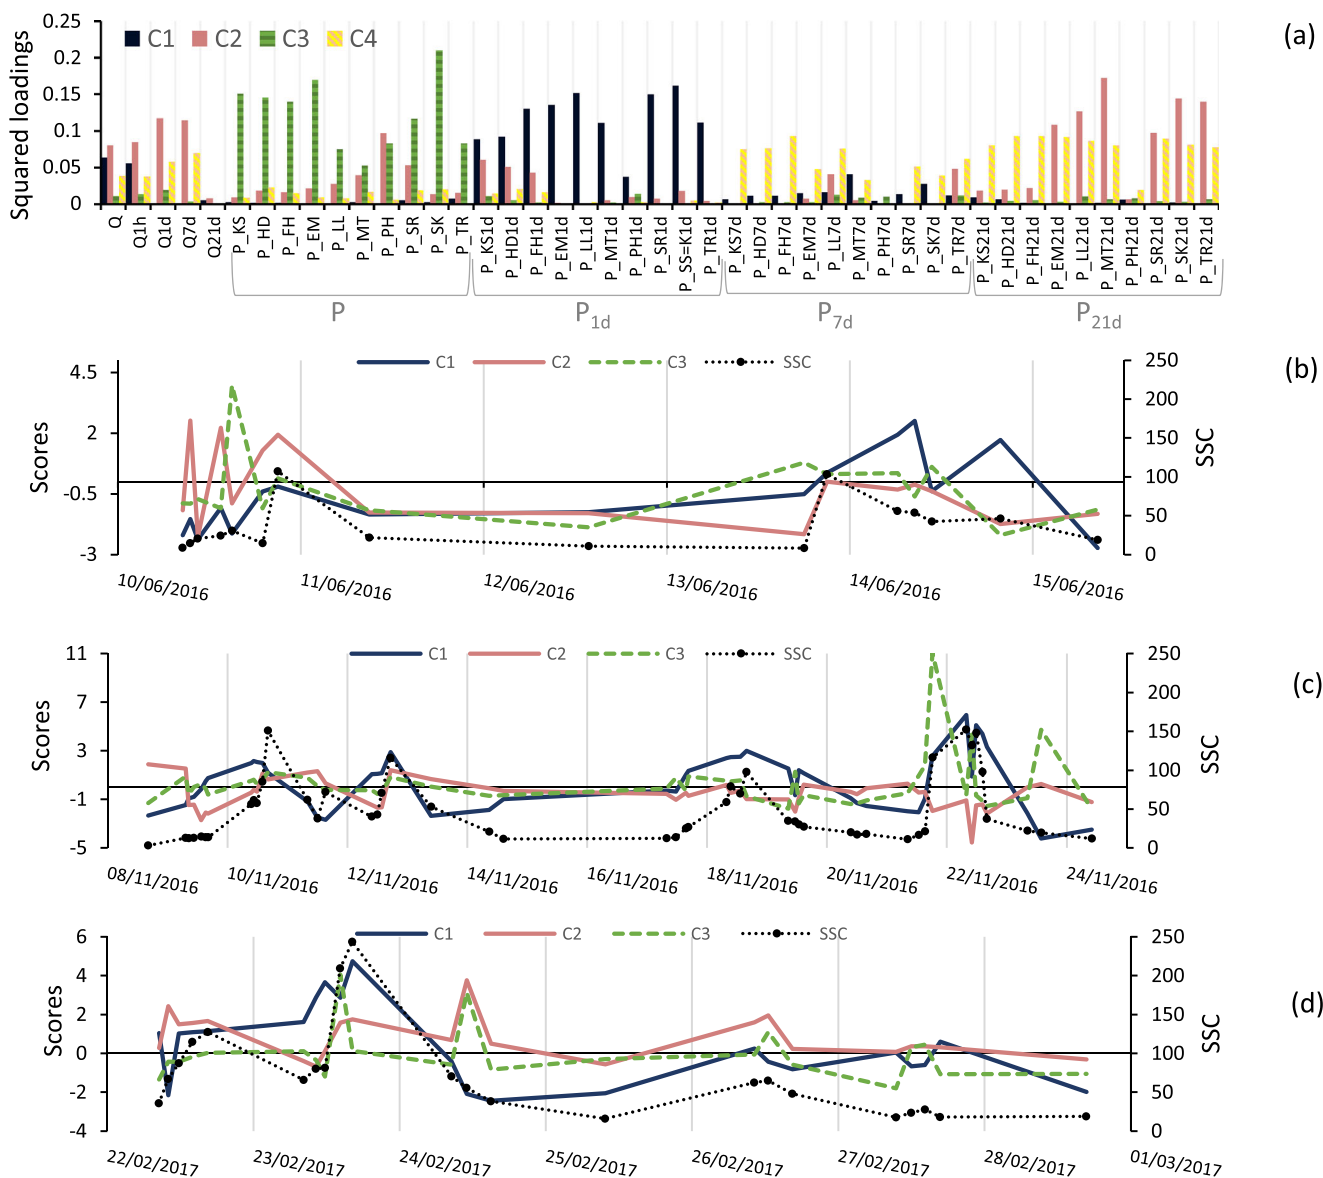 0.25
0.2
0.15
0.1
0.05
0
Squared loadings
C1 C2 C3 C4
(a)
Q Q1h Q1d Q7d Q21d P_KS P_HD P_FH P_EM P_LL P_MT P_PH P_SR P_SK P_TR P_KS1d P_HD1d P_FH1d P_EM1d P_LL1d P_MT1d P_PH1d P_SR1d P_SS=K1d P_TR1d P_KS7d P_HD7d P_FH7d P_EM7d P_LL7d P_MT7d P_PH7d P_SR7d P_SK7d P_TR7d P_KS21d P_HD21d P_FH21d P_EM21d P_LL21d P_MT21d P_PH21d P_SR21d P_SK21d P_TR21d
P P1d P7d P21d
C1 C2 C3 SSC
(b)
4.5
2
-0.5
-3
Scores
250
200
150
100
50
0
SSC
10/06/2016 11/06/2016 12/06/2016 13/06/2016 14/06/2016 15/06/2016
C1 C2 C3 SSC
(c)
11
7
3
-1
-5
Scores
250
200
150
100
50
0
SSC
08/11/2016 10/11/2016 12/11/2016 14/11/2016 16/11/2016 18/11/2016 20/11/2016 22/11/2016 24/11/2016
C1 C2 C3 SSC
(d)
6
4
2
0
-2
-4
Scores
250
200
150
100
50
0
SSC
22/02/2017 23/02/2017 24/02/2017 25/02/2017 26/02/2017 27/02/2017 28/02/2017 01/03/2017